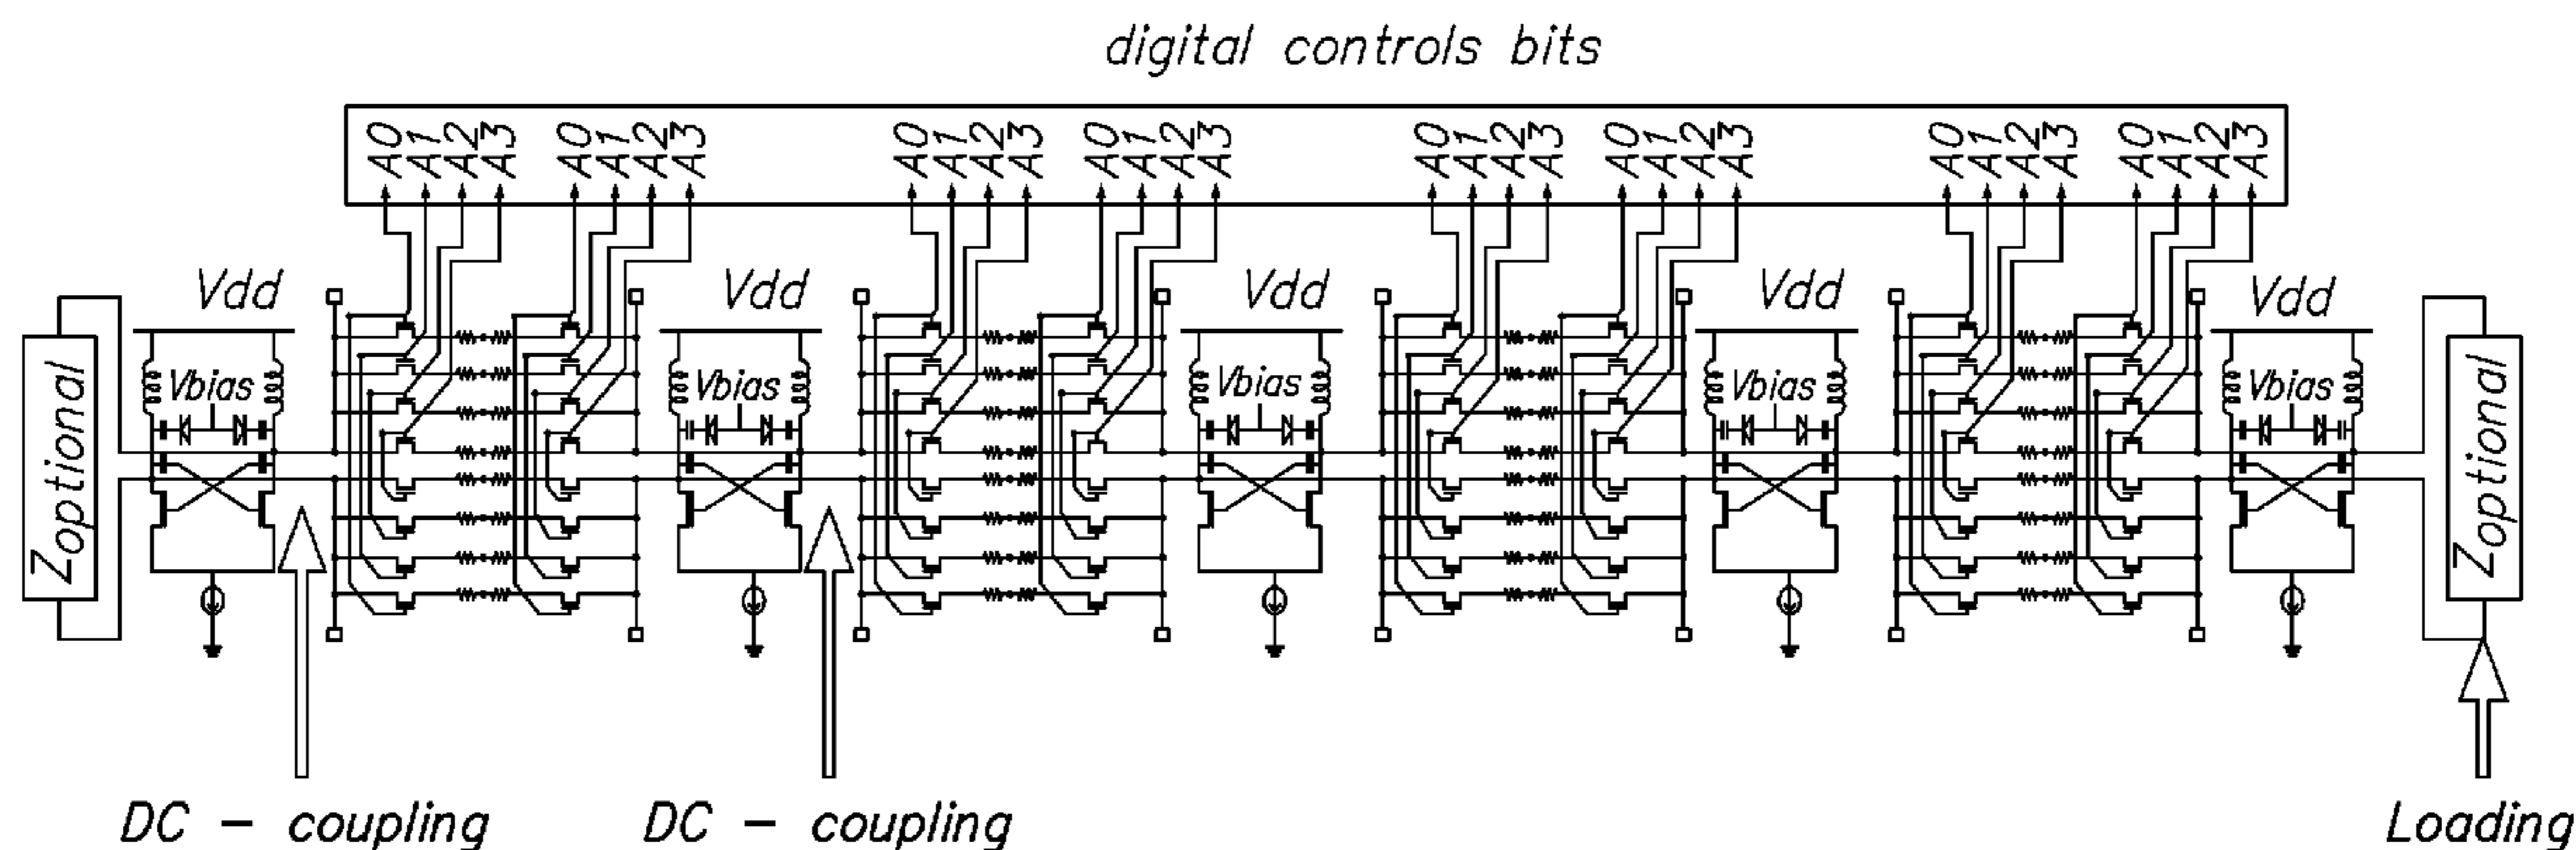 digital controls bits
A0 A1 A2 A3 A0 A1 A2 A3 A0 A1 A2 A3 A0 A1 A2 A3 A0 A1 A2 A3 A0 A1 A2 A3 A0 A1 A2 A3 A0 A1 A2 A3
Vdd Vdd Vdd Vdd Vdd
Zoptional Vbias Vbias Vbias Vbias Vbias Zoptional
DC - coupling DC - coupling Loading